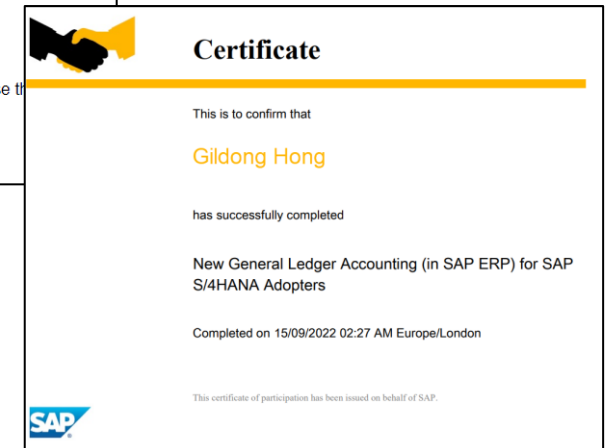 Certificate
This is to confirm that
Gildong Hong
has successfully completed
New General Ledger Accounting (in SAP ERP) for SAP
S/4HANA Adopters
Completed on 15/09/2022 02:27 AM Europe/London
This certificate of participation has been issued on behalf of SAP.
SAP